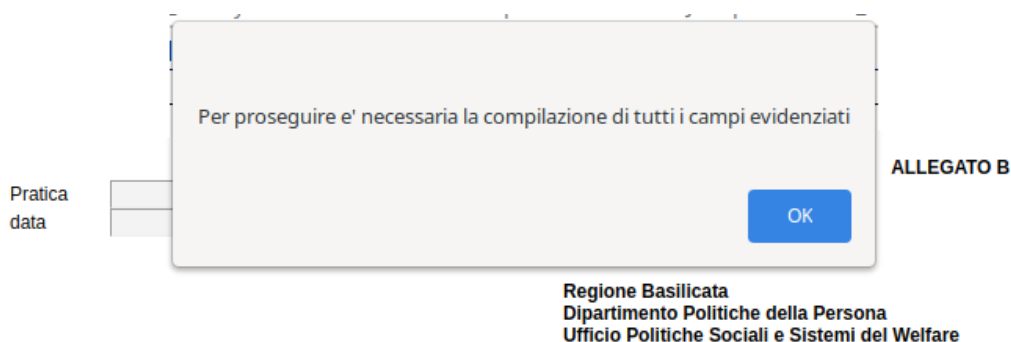 Per proseguire e' necessaria la compilazione di tutti i campi evidenziati
ALLEGATO B
Pratica
data
OK
Regione Basilicata
Dipartimento Politiche della Persona
Ufficio Politiche Sociali e Sistemi del Welfare